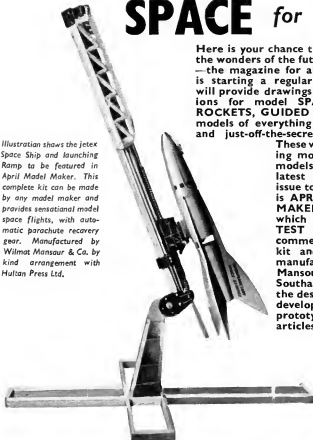 SPACE for
Here is your chance t
the wonders of the fut
—the magazine for a
is starting a regular
will provide drawings
ions for model SPA
ROCKETS, GUIDED
models of everything
and just-off-the-secre
These w
ing mo
models
latest
issue to
is APR
MAKER
which
TEST
comme
kit and
manufa
Mansou
Southa
the des
develop
prototy
articles
Illustration shows the jetex
Space Ship and launching
Ramp to be featured in
April Model Maker. This
complete kit can be made
by any model maker and
provides sensational model
space flights, with auto-
matic parachute recovery
gear. Manufactured by
Wilmot Mansour & Co. by
kind arrangement with
Hulton Press Ltd.